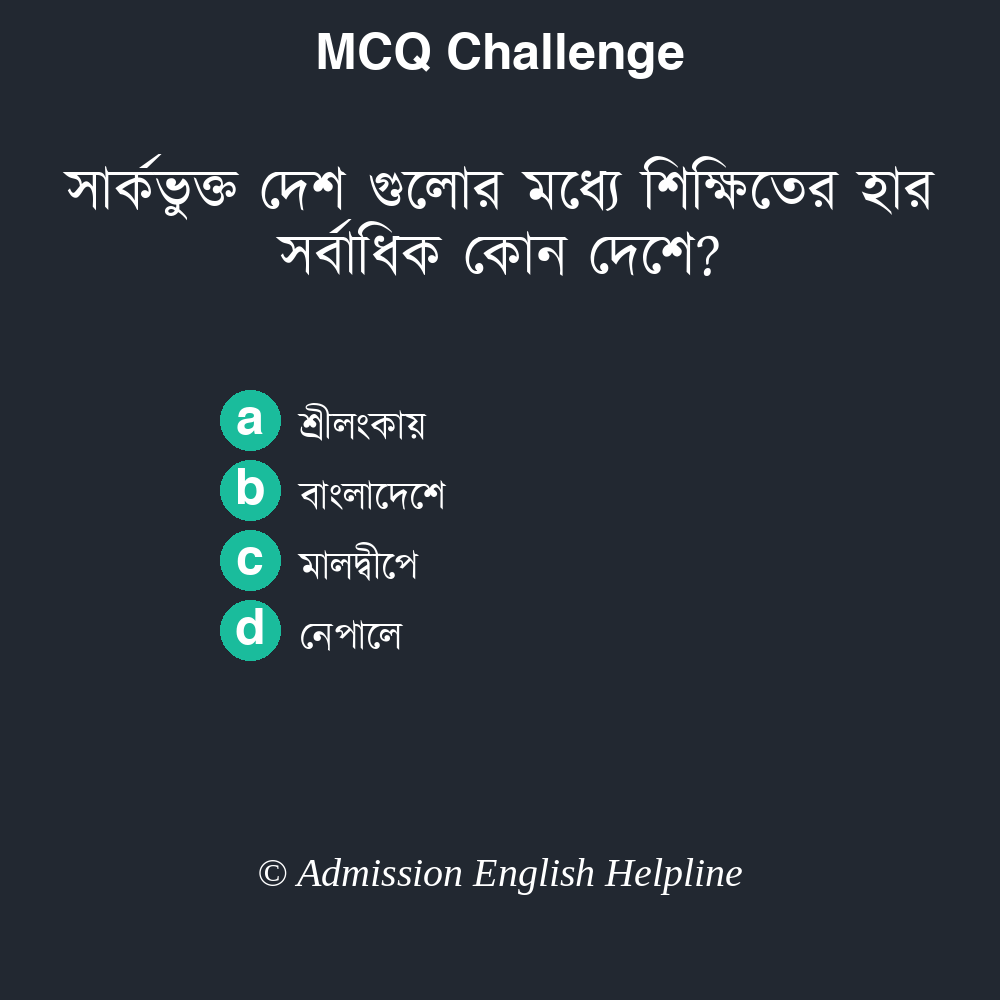 MCQ Challenge
সার্কভুক্ত দেশ গুলোর মধ্যে শিক্ষিতের হার
সর্বাধিক কোন দেশে?
a শ্রীলংকায়
b বাংলাদেশে
c মালদ্বীপে
d নেপালে
© Admission English Helpline